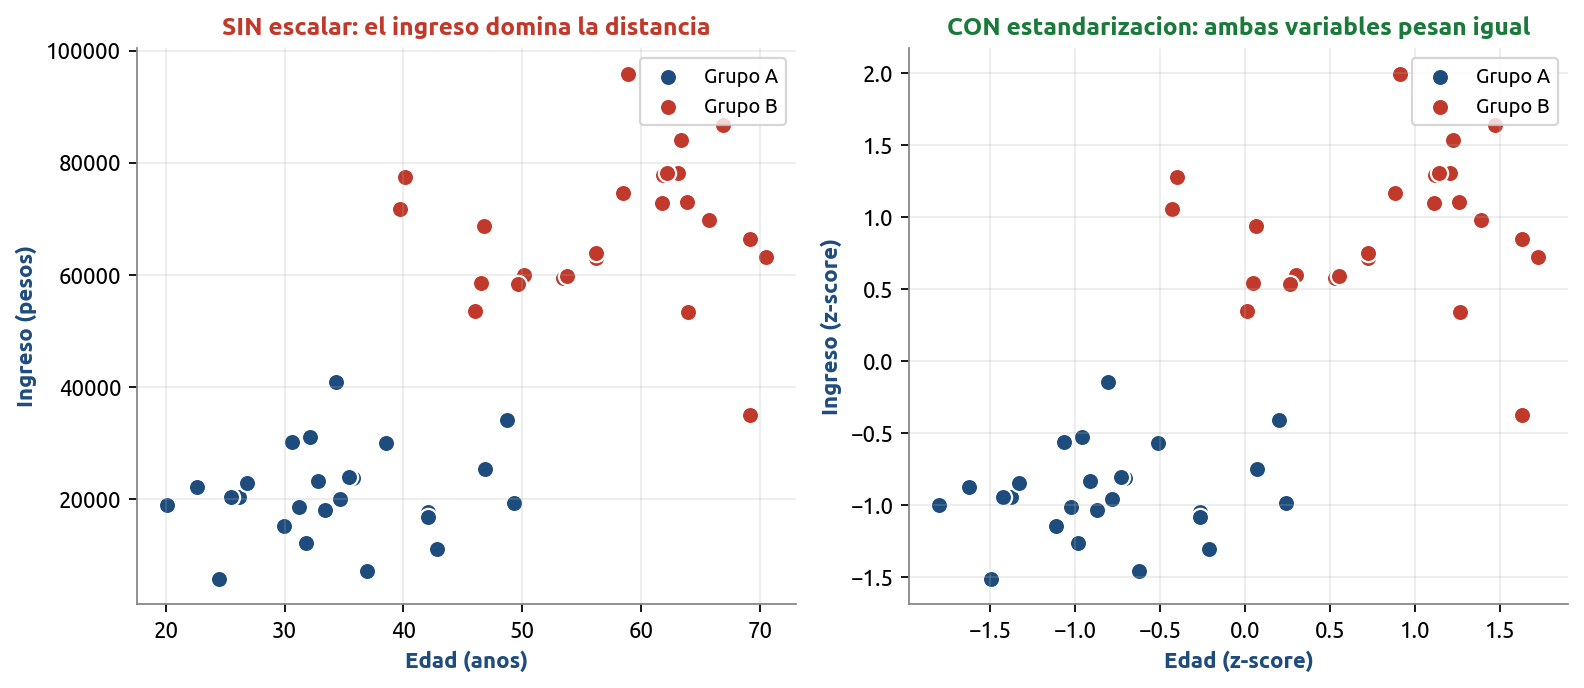 SIN escalar: el ingreso domina la distancia
100000
80000
60000
40000
20000
Ingreso (pesos)
20 30 40 50 60 70
Edad (anos)
Grupo A
Grupo B
CON estandarizacion: ambas variables pesan igual
2.0
1.5
1.0
0.5
0.0
−0.5
−1.0
−1.5
Ingreso (z-score)
−1.5 −1.0 −0.5 0.0 0.5 1.0 1.5
Edad (z-score)
Grupo A
Grupo B